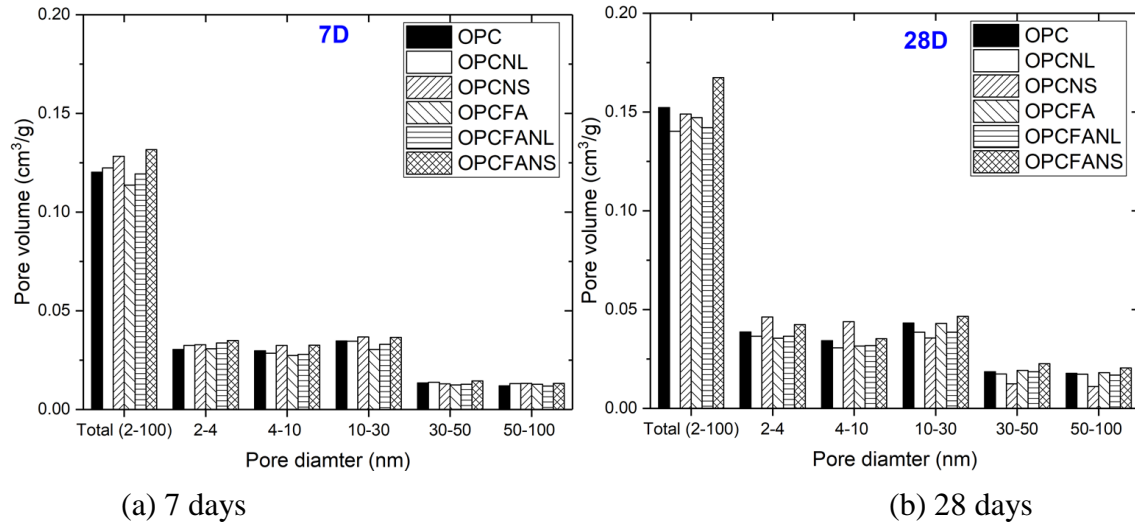 7D
OPC
OPCNL
OPCNS
OPCFA
OPCFANL
OPCFANS
0.20
0.15
0.10
0.05
0.00
Pore volume (cm³/g)
Total (2-100) 2-4 4-10 10-30 30-50 50-100
Pore diamter (nm)
(a) 7 days
28D
OPC
OPCNL
OPCNS
OPCFA
OPCFANL
OPCFANS
0.20
0.15
0.10
0.05
0.00
Pore volume (cm³/g)
Total (2-100) 2-4 4-10 10-30 30-50 50-100
Pore diamter (nm)
(b) 28 days